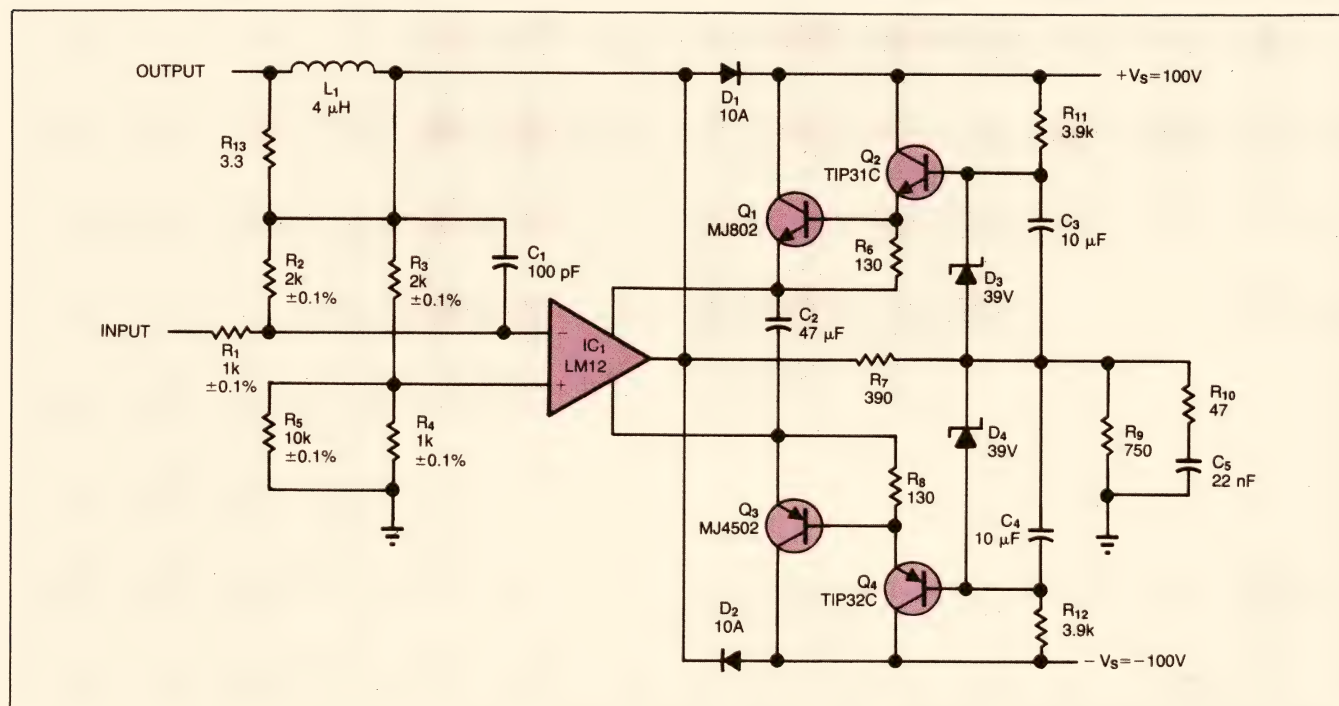 OUTPUT
L1
4 µH
R13
3.3
R2
2k
±0.1%
R3
2k
±0.1%
C1
100 pF
INPUT
R1
1k
±0.1%
R5
10k
±0.1%
R4
1k
±0.1%
−
+
IC1
LM12
D1
10A
+VS=100V
R11
3.9k
Q2
TIP31C
Q1
MJ802
R6
130
C3
10 µF
D3
39V
C2
47 µF
R7
390
R10
47
R9
750
C5
22 nF
D4
39V
R8
130
Q3
MJ4502
C4
10 µF
Q4
TIP32C
D2
10A
R12
3.9k
−VS=−100V